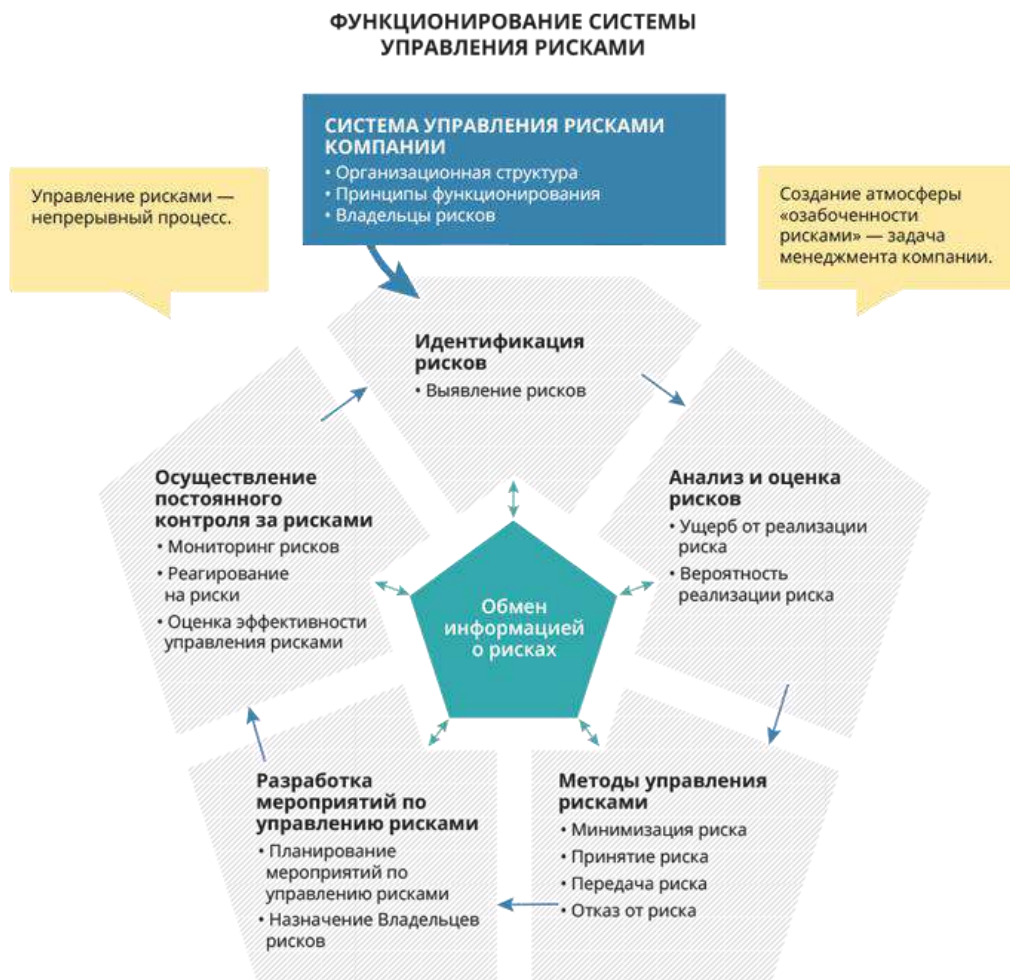 ФУНКЦИОНИРОВАНИЕ СИСТЕМЫ
УПРАВЛЕНИЯ РИСКАМИ
СИСТЕМА УПРАВЛЕНИЯ РИСКАМИ
КОМПАНИИ
• Организационная структура
• Принципы функционирования
• Владельцы рисков
Управление рисками —
непрерывный процесс.
Создание атмосферы
«озабоченности
рисками» — задача
менеджмента компании.
Идентификация
рисков
• Выявление рисков
Анализ и оценка
рисков
• Ущерб от реализации
риска
• Вероятность
реализации риска
Методы управления
рисками
• Минимизация риска
• Принятие риска
• Передача риска
• Отказ от риска
Разработка
мероприятий по
управлению рисками
• Планирование
мероприятий по
управлению рисками
• Назначение Владельцев
рисков
Осуществление
постоянного
контроля за рисками
• Мониторинг рисков
• Реагирование
на риски
• Оценка эффективности
управления рисками
Обмен
информацией
о рисках